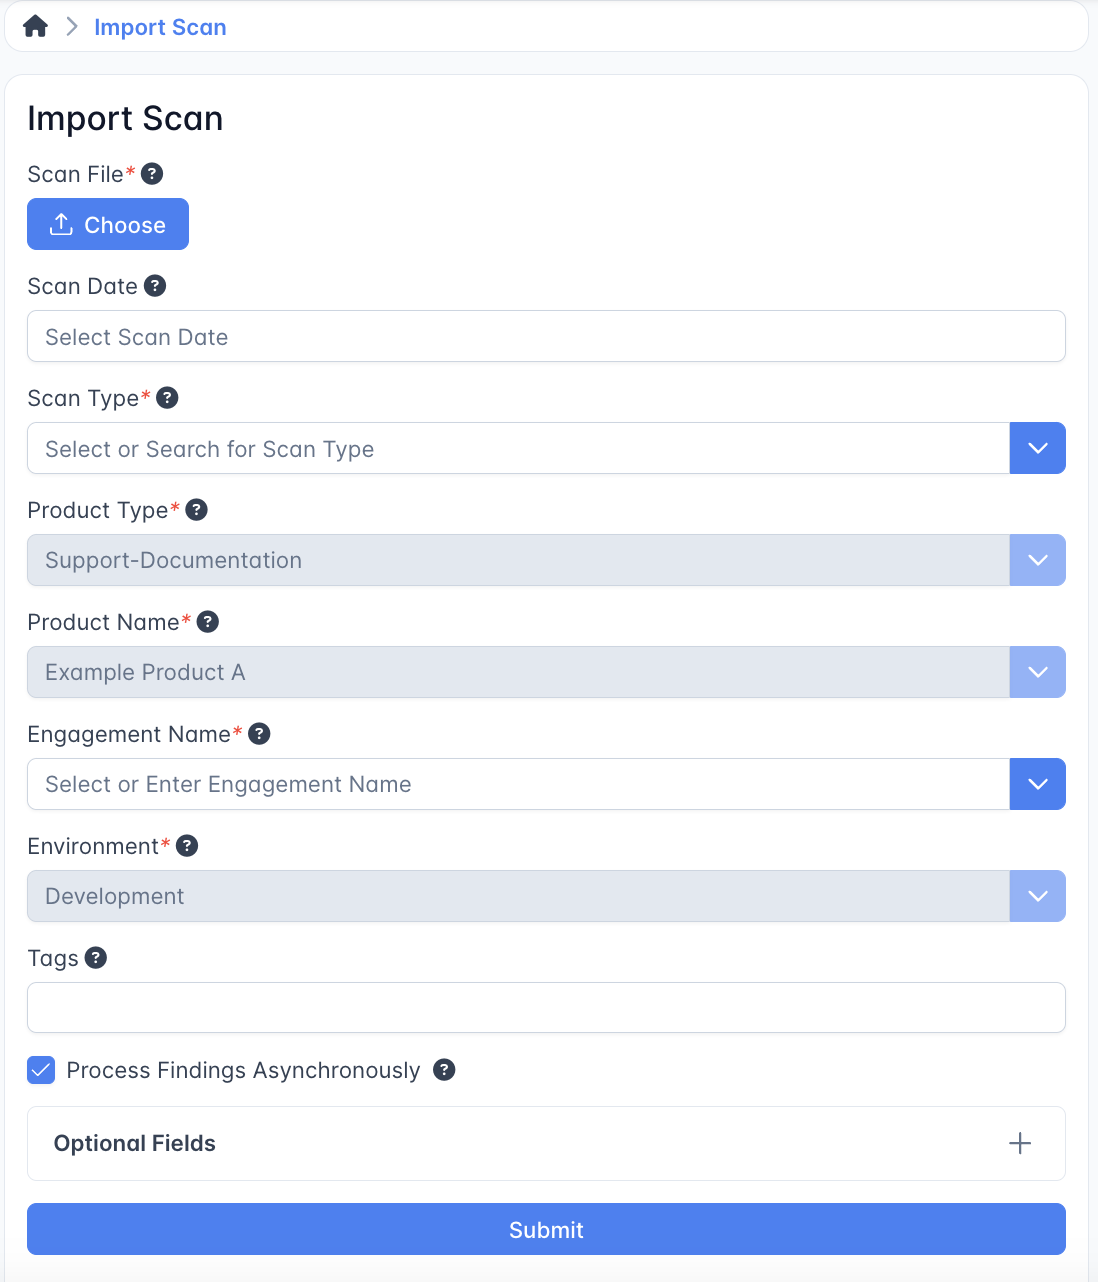 Import Scan
Import Scan
Scan File* ?
Choose
Scan Date ?
Select Scan Date
Scan Type* ?
Select or Search for Scan Type
Product Type* ?
Support-Documentation
Product Name* ?
Example Product A
Engagement Name* ?
Select or Enter Engagement Name
Environment* ?
Development
Tags ?
Process Findings Asynchronously ?
Optional Fields
Submit